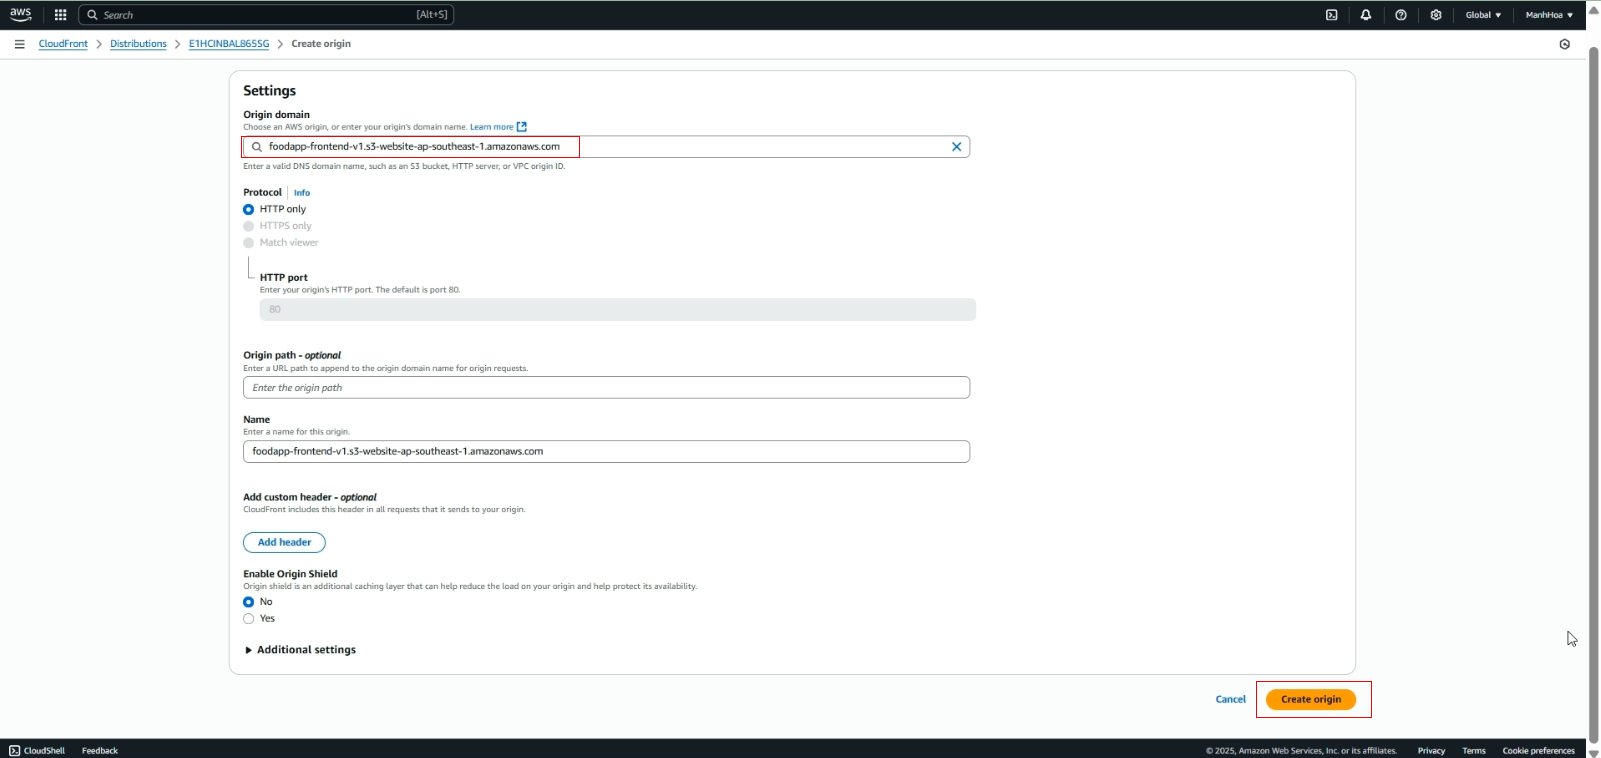 aws Search [Alt+S] Global ManhHoa
CloudFront > Distributions > E1HCINBAL8655G > Create origin
Settings
Origin domain
Choose an AWS origin, or enter your origin's domain name. Learn more
foodapp-frontend-v1.s3-website-ap-southeast-1.amazonaws.com
Enter a valid DNS domain name, such as an S3 bucket, HTTP server, or VPC origin ID.
Protocol Info
HTTP only
HTTPS only
Match viewer
HTTP port
Enter your origin's HTTP port. The default is port 80.
80
Origin path - optional
Enter a URL path to append to the origin domain name for origin requests.
Enter the origin path
Name
Enter a name for this origin.
foodapp-frontend-v1.s3-website-ap-southeast-1.amazonaws.com
Add custom header - optional
CloudFront includes this header in all requests that it sends to your origin.
Add header
Enable Origin Shield
Origin shield is an additional caching layer that can help reduce the load on your origin and help protect its availability.
No
Yes
Additional settings
Cancel Create origin
CloudShell Feedback © 2025, Amazon Web Services, Inc. or its affiliates. Privacy Terms Cookie preferences